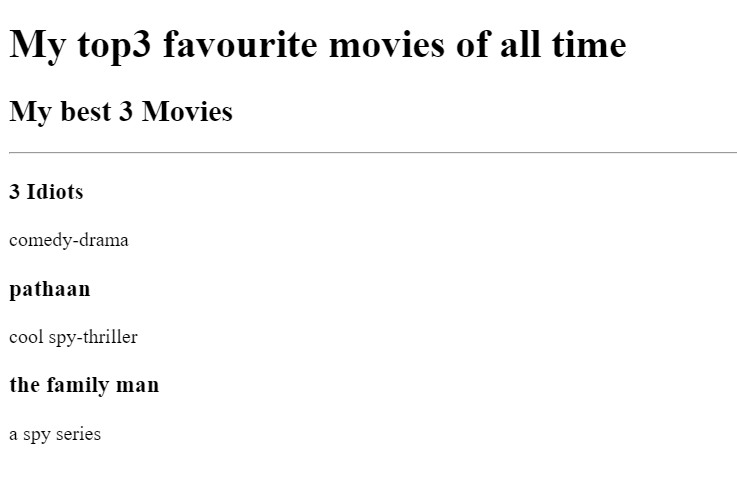 My top3 favourite movies of all time
My best 3 Movies
3 Idiots
comedy-drama
pathaan
cool spy-thriller
the family man
a spy series